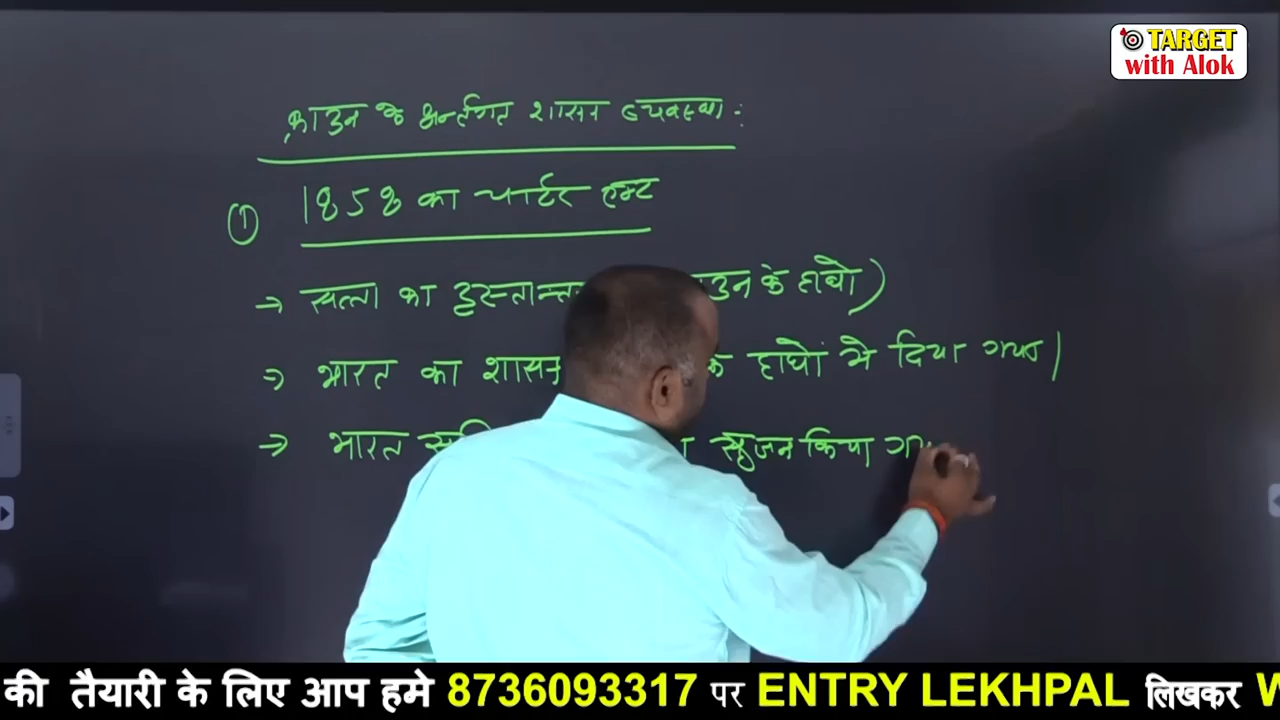 TARGET
with Alok
क्राउन के अन्तर्गत शासन व्यवस्था :
① 1858 का चार्टर एक्ट
→ सत्ता का हस्तान्त उन के हाथो)
→ भारत का शासन के हाथों मे दिया गया।
→ भारत सृजन किया
की तैयारी के लिए आप हमे 8736093317 पर ENTRY LEKHPAL लिखकर W